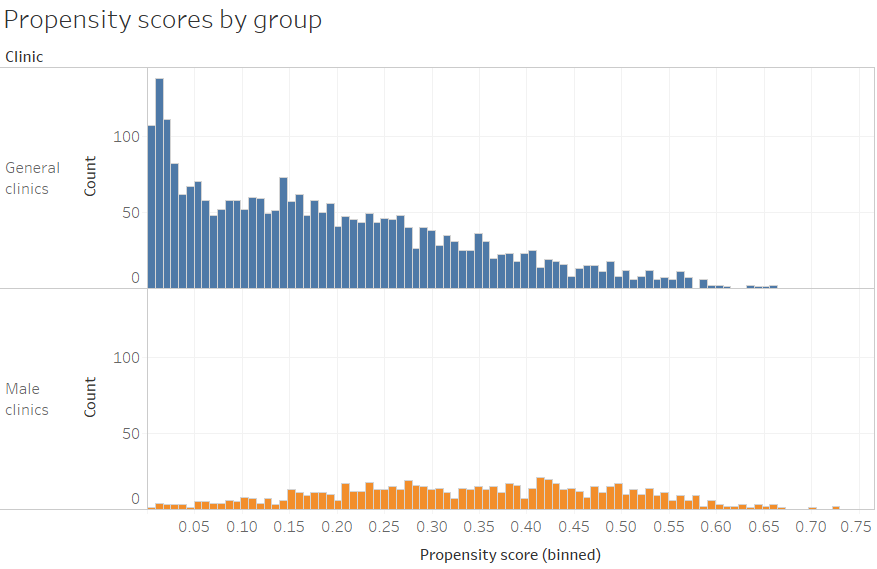 Propensity scores by group
Clinic
General
clinics
Count
100
50
0
Male
clinics
Count
100
50
0
0.05 0.10 0.15 0.20 0.25 0.30 0.35 0.40 0.45 0.50 0.55 0.60 0.65 0.70 0.75
Propensity score (binned)